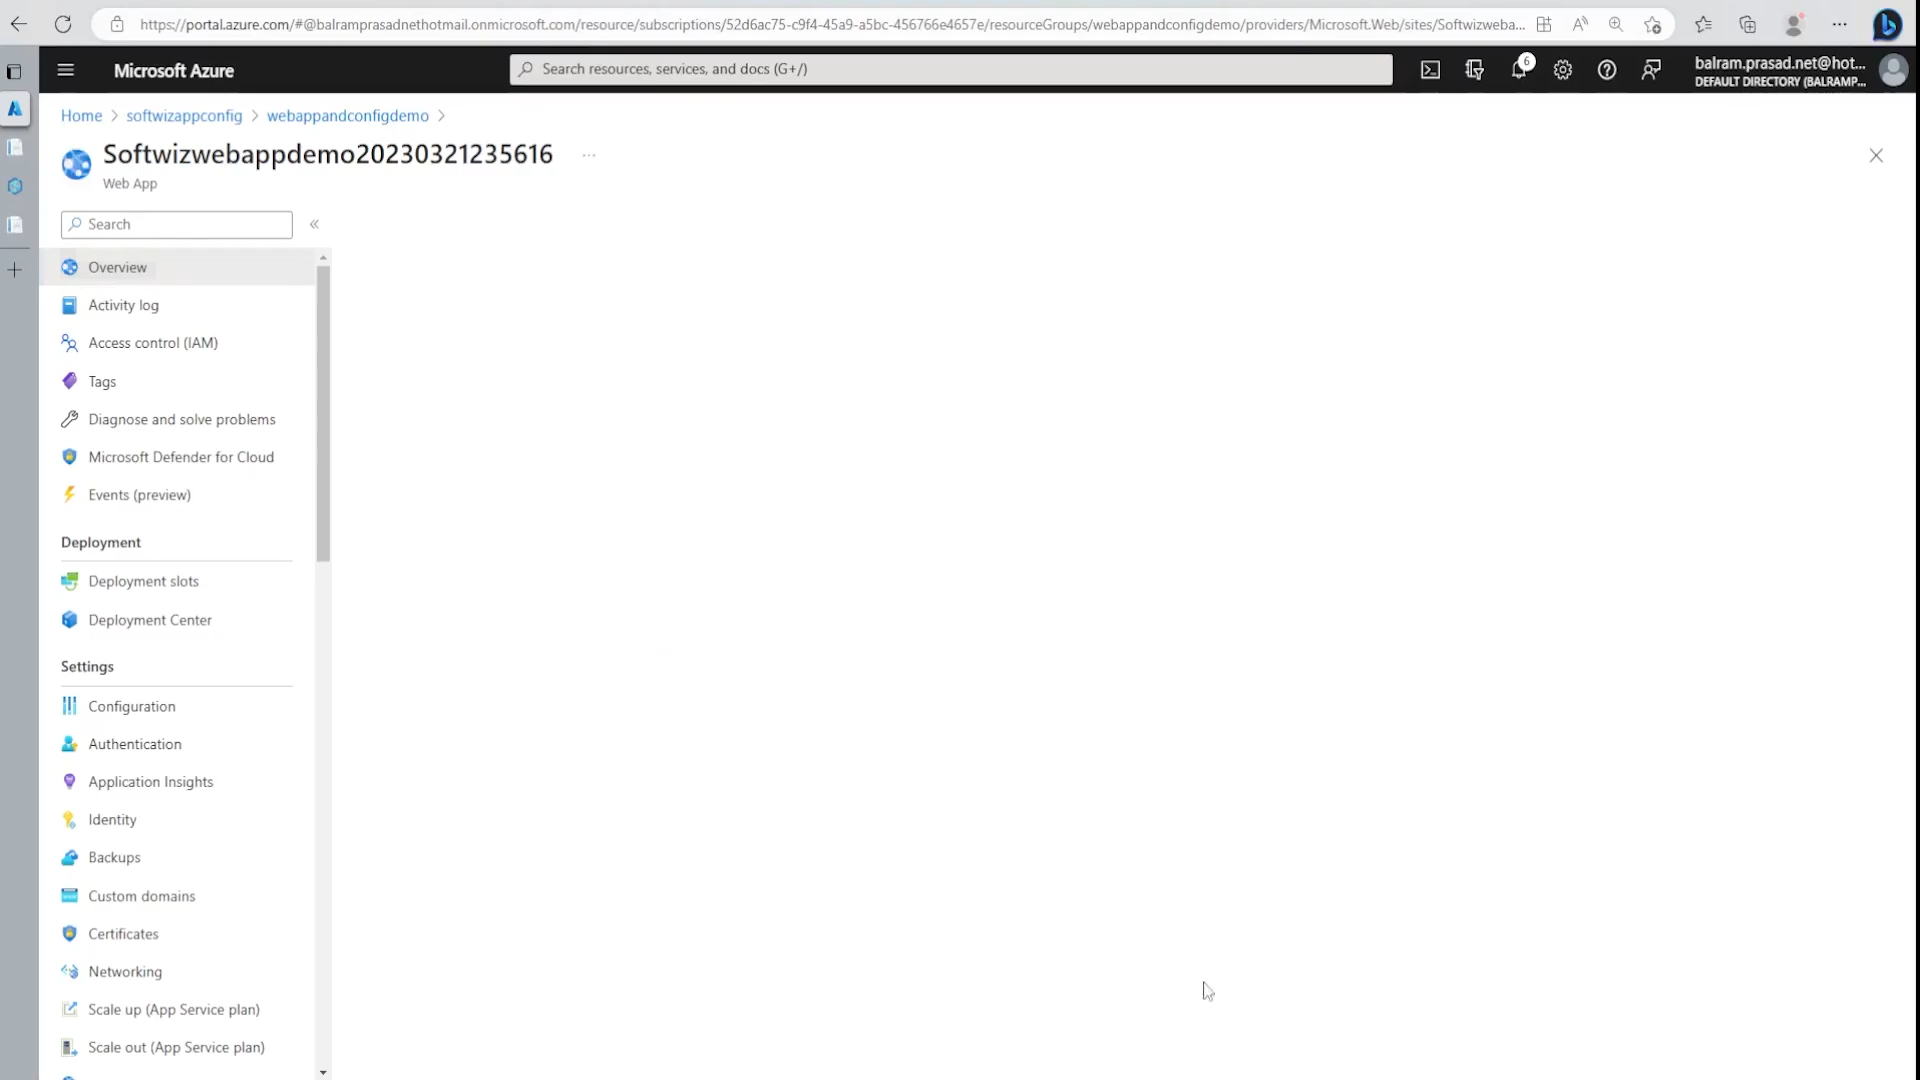 https://portal.azure.com/#@balramprasadnethotmail.onmicrosoft.com/resource/subscriptions/52d6ac75-c9f4-45a9-a5bc-456766e4657e/resourceGroups/webappandconfigdemo/providers/Microsoft.Web/sites/Softwizweba...
Microsoft Azure
Search resources, services, and docs (G+/)
6
balram.prasad.net@hot...
DEFAULT DIRECTORY (BALRAMP...
Home > softwizappconfig > webappandconfigdemo >
Softwizwebappdemo20230321235616 ...
Web App
Search
Overview
Activity log
Access control (IAM)
Tags
Diagnose and solve problems
Microsoft Defender for Cloud
Events (preview)
Deployment
Deployment slots
Deployment Center
Settings
Configuration
Authentication
Application Insights
Identity
Backups
Custom domains
Certificates
Networking
Scale up (App Service plan)
Scale out (App Service plan)